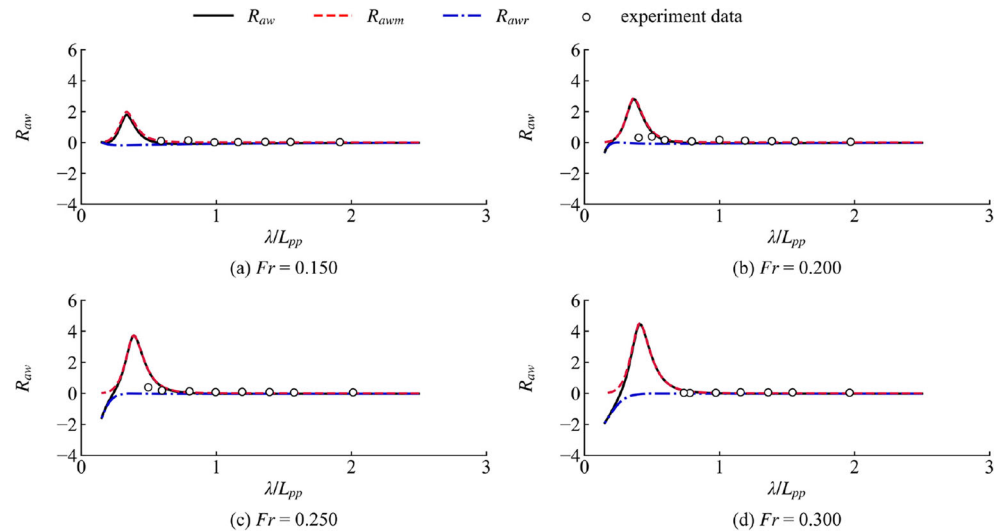 R_aw R_awm R_awr experiment data
6
4
2
0
−2
−4
R_aw
0 1 2 3
λ/L_pp
(a) Fr = 0.150
6
4
2
0
−2
−4
R_aw
0 1 2 3
λ/L_pp
(b) Fr = 0.200
6
4
2
0
−2
−4
R_aw
0 1 2 3
λ/L_pp
(c) Fr = 0.250
6
4
2
0
−2
−4
R_aw
0 1 2 3
λ/L_pp
(d) Fr = 0.300